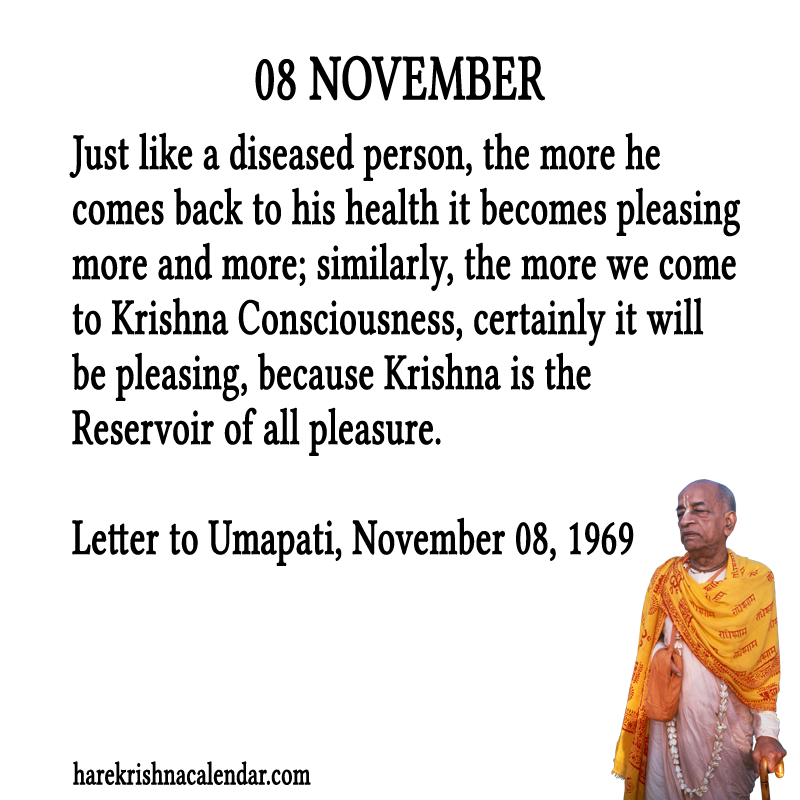 08 NOVEMBER
Just like a diseased person, the more he
comes back to his health it becomes pleasing
more and more; similarly, the more we come
to Krishna Consciousness, certainly it will
be pleasing, because Krishna is the
Reservoir of all pleasure.
Letter to Umapati, November 08, 1969
harekrishnacalendar.com